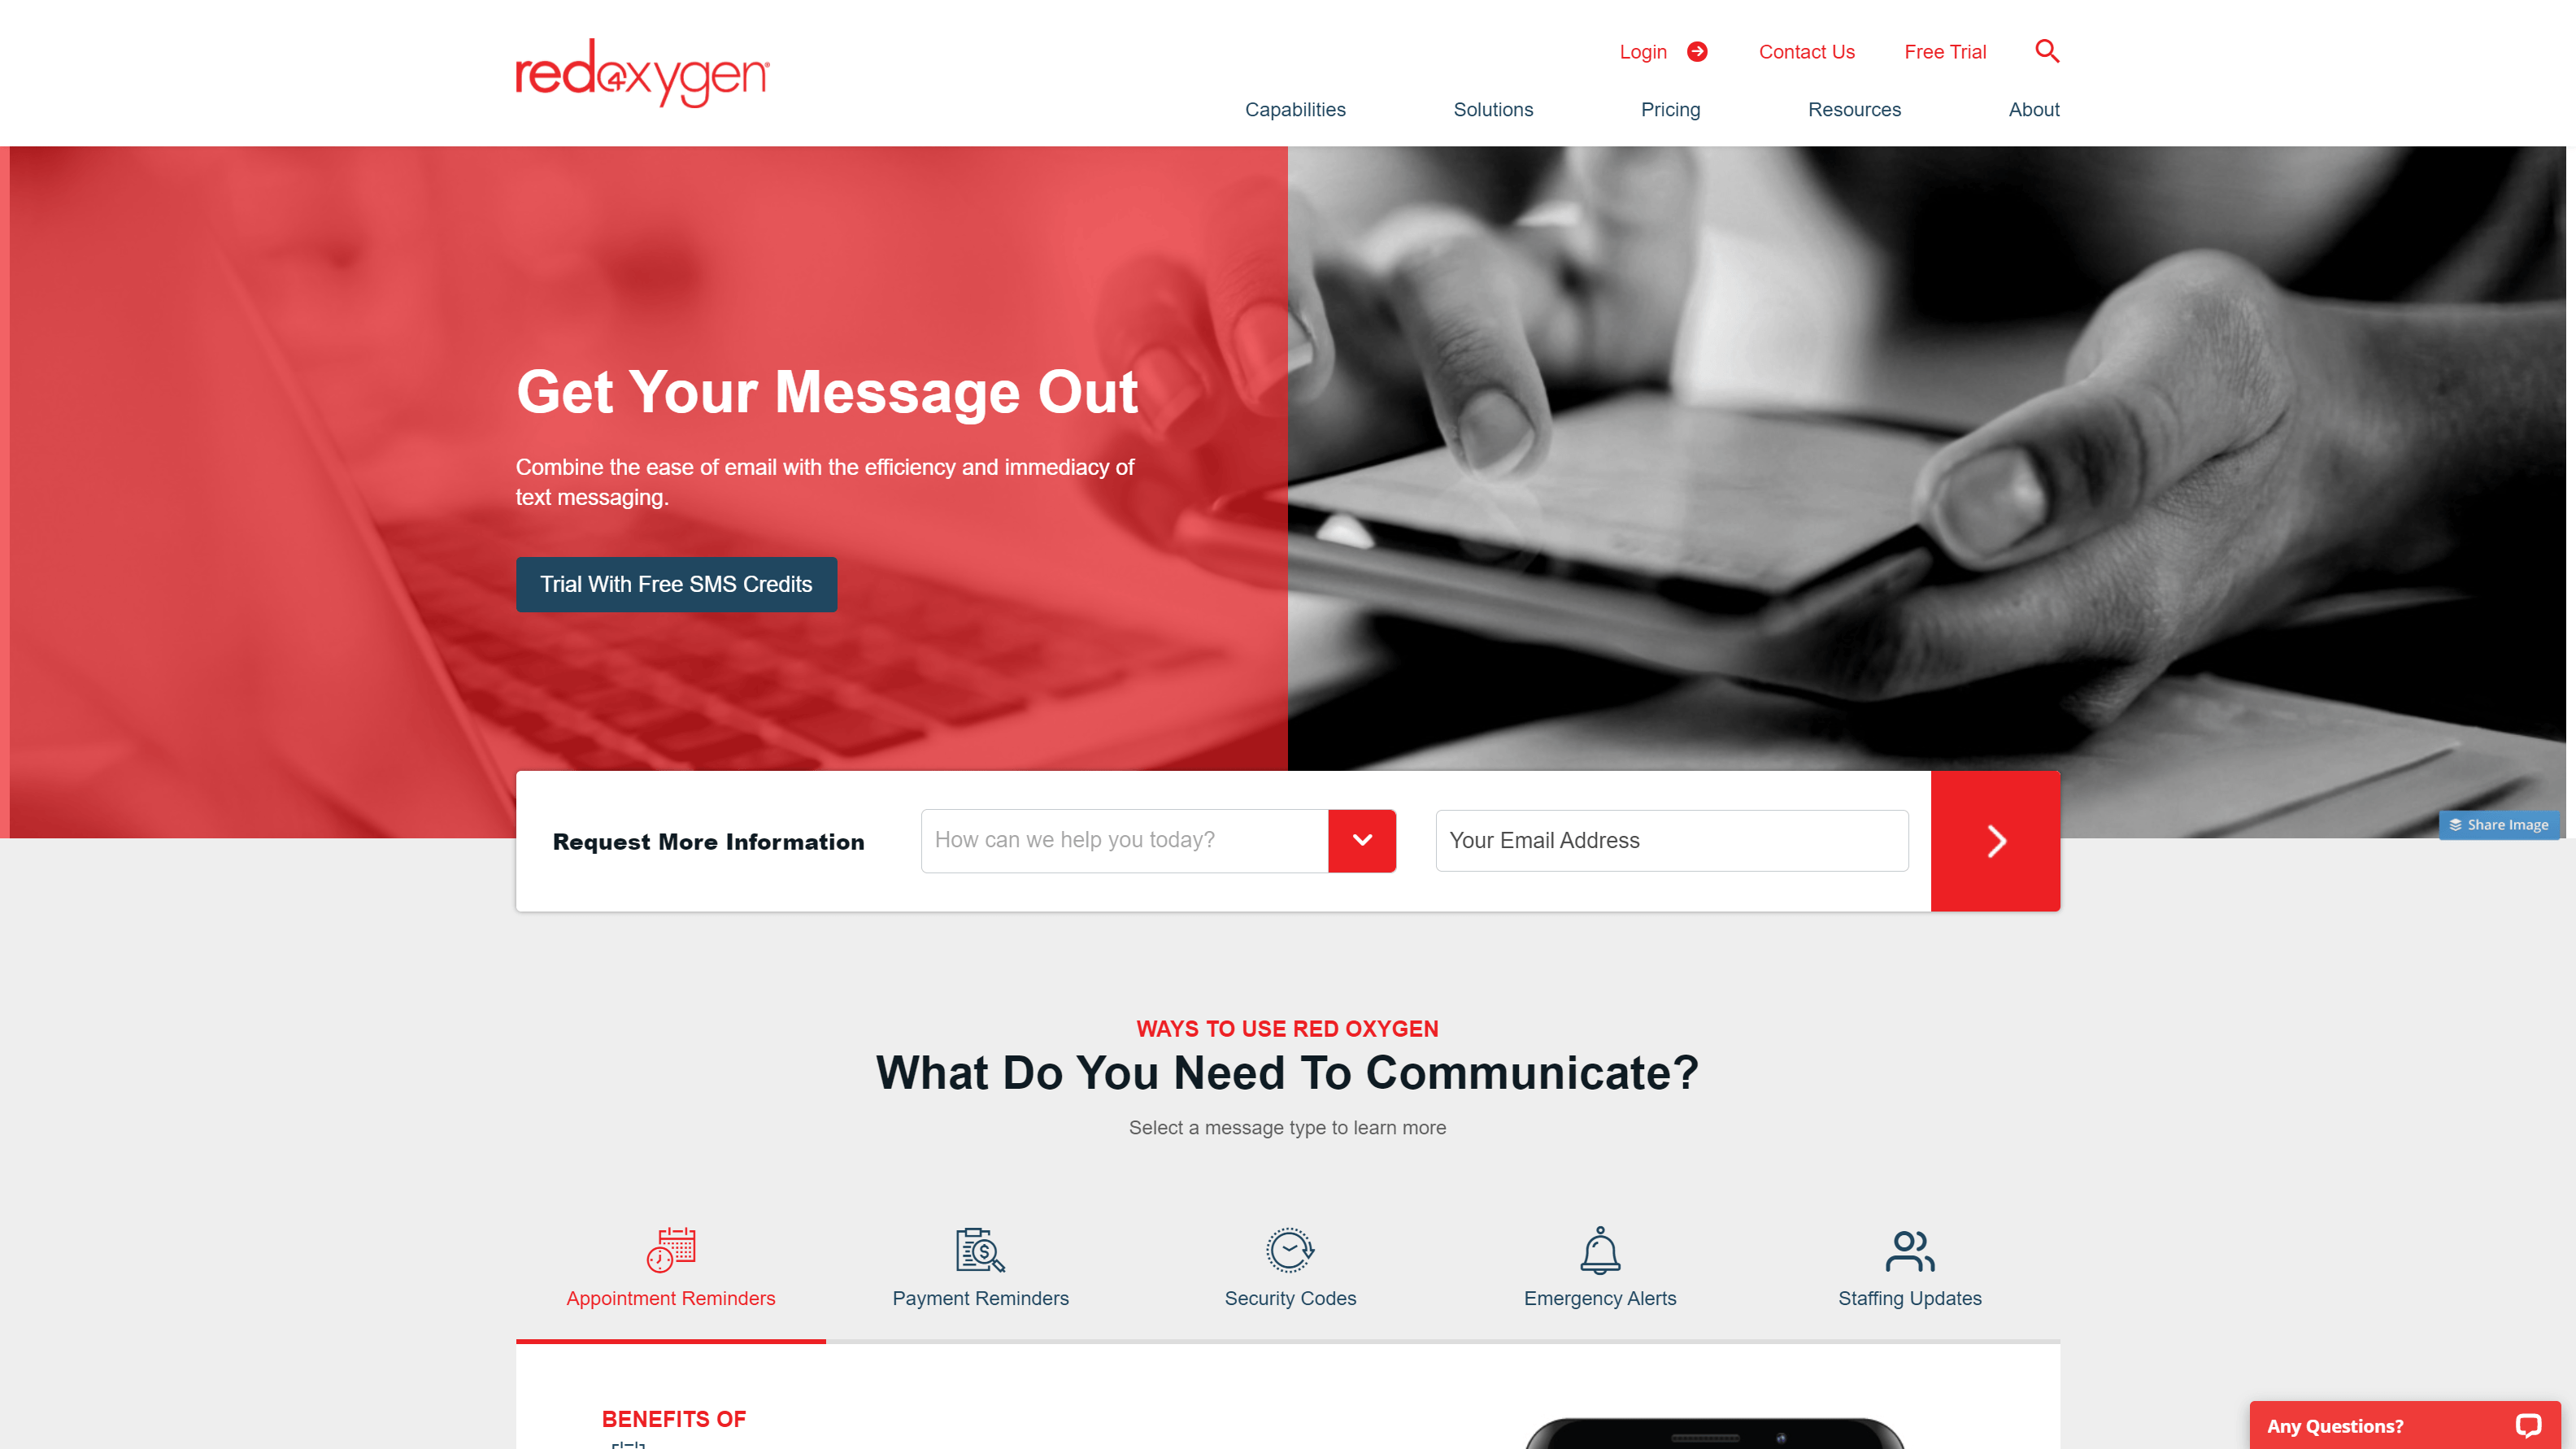 redoxygen
Login
Contact Us
Free Trial
Capabilities
Solutions
Pricing
Resources
About
Get Your Message Out
Combine the ease of email with the efficiency and immediacy of
text messaging.
Trial With Free SMS Credits
Share Image
Request More Information
How can we help you today?
Your Email Address
WAYS TO USE RED OXYGEN
What Do You Need To Communicate?
Select a message type to learn more
Appointment Reminders
Payment Reminders
Security Codes
Emergency Alerts
Staffing Updates
BENEFITS OF
Any Questions?